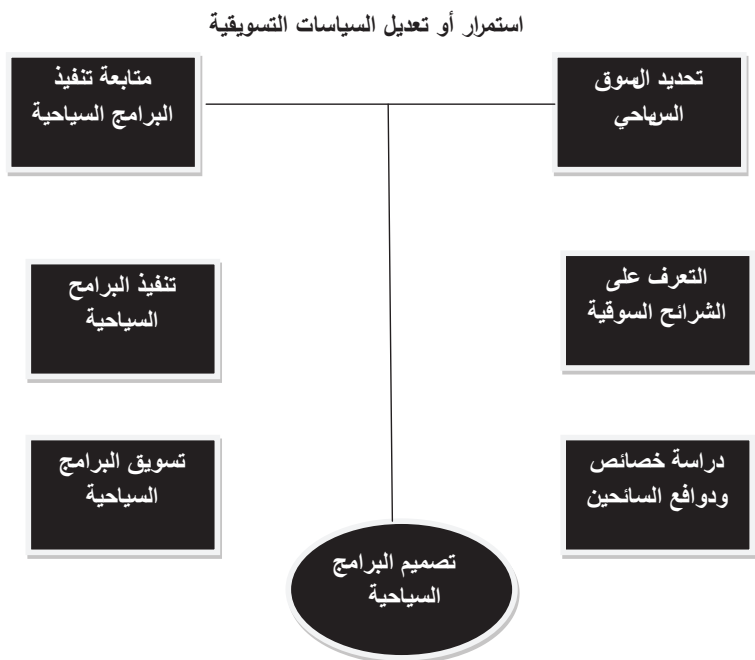 استمرار أو تعديل السياسات التسويقية
تحديد السوق
السياحي
متابعة تنفيذ
البرامج السياحية
التعرف على
الشرائح السوقية
تنفيذ البرامح
السياحية
دراسة خصائص
ودوافع السائحين
تسويق البرامج
السياحية
تصميم البرامج
السياحية